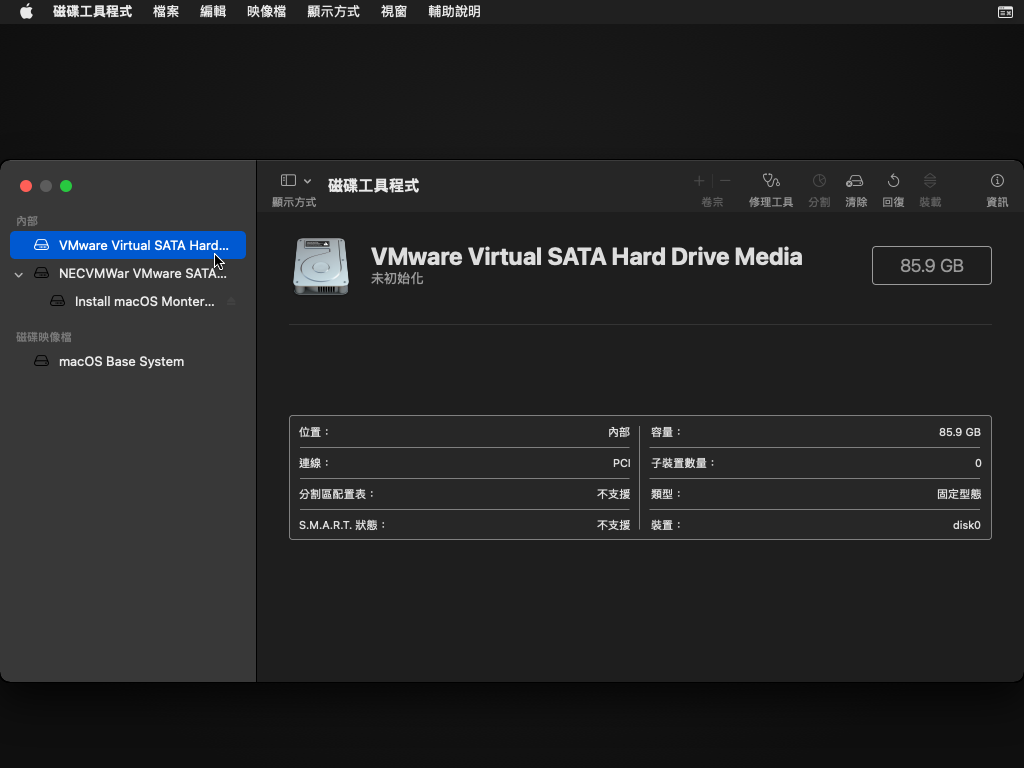 磁碟工具程式 檔案 編輯 映像檔 顯示方式 視窗 輔助說明
顯示方式 磁碟工具程式 卷宗 修理工具 分割 清除 回復 裝載 資訊
內部
VMware Virtual SATA Hard...
NECVMWar VMware SATA...
Install macOS Monter...
磁碟映像檔
macOS Base System
VMware Virtual SATA Hard Drive Media
未初始化
85.9 GB
位置： 內部
連線： PCI
分割區配置表： 不支援
S.M.A.R.T. 狀態： 不支援
容量： 85.9 GB
子裝置數量： 0
類型： 固定型態
裝置： disk0